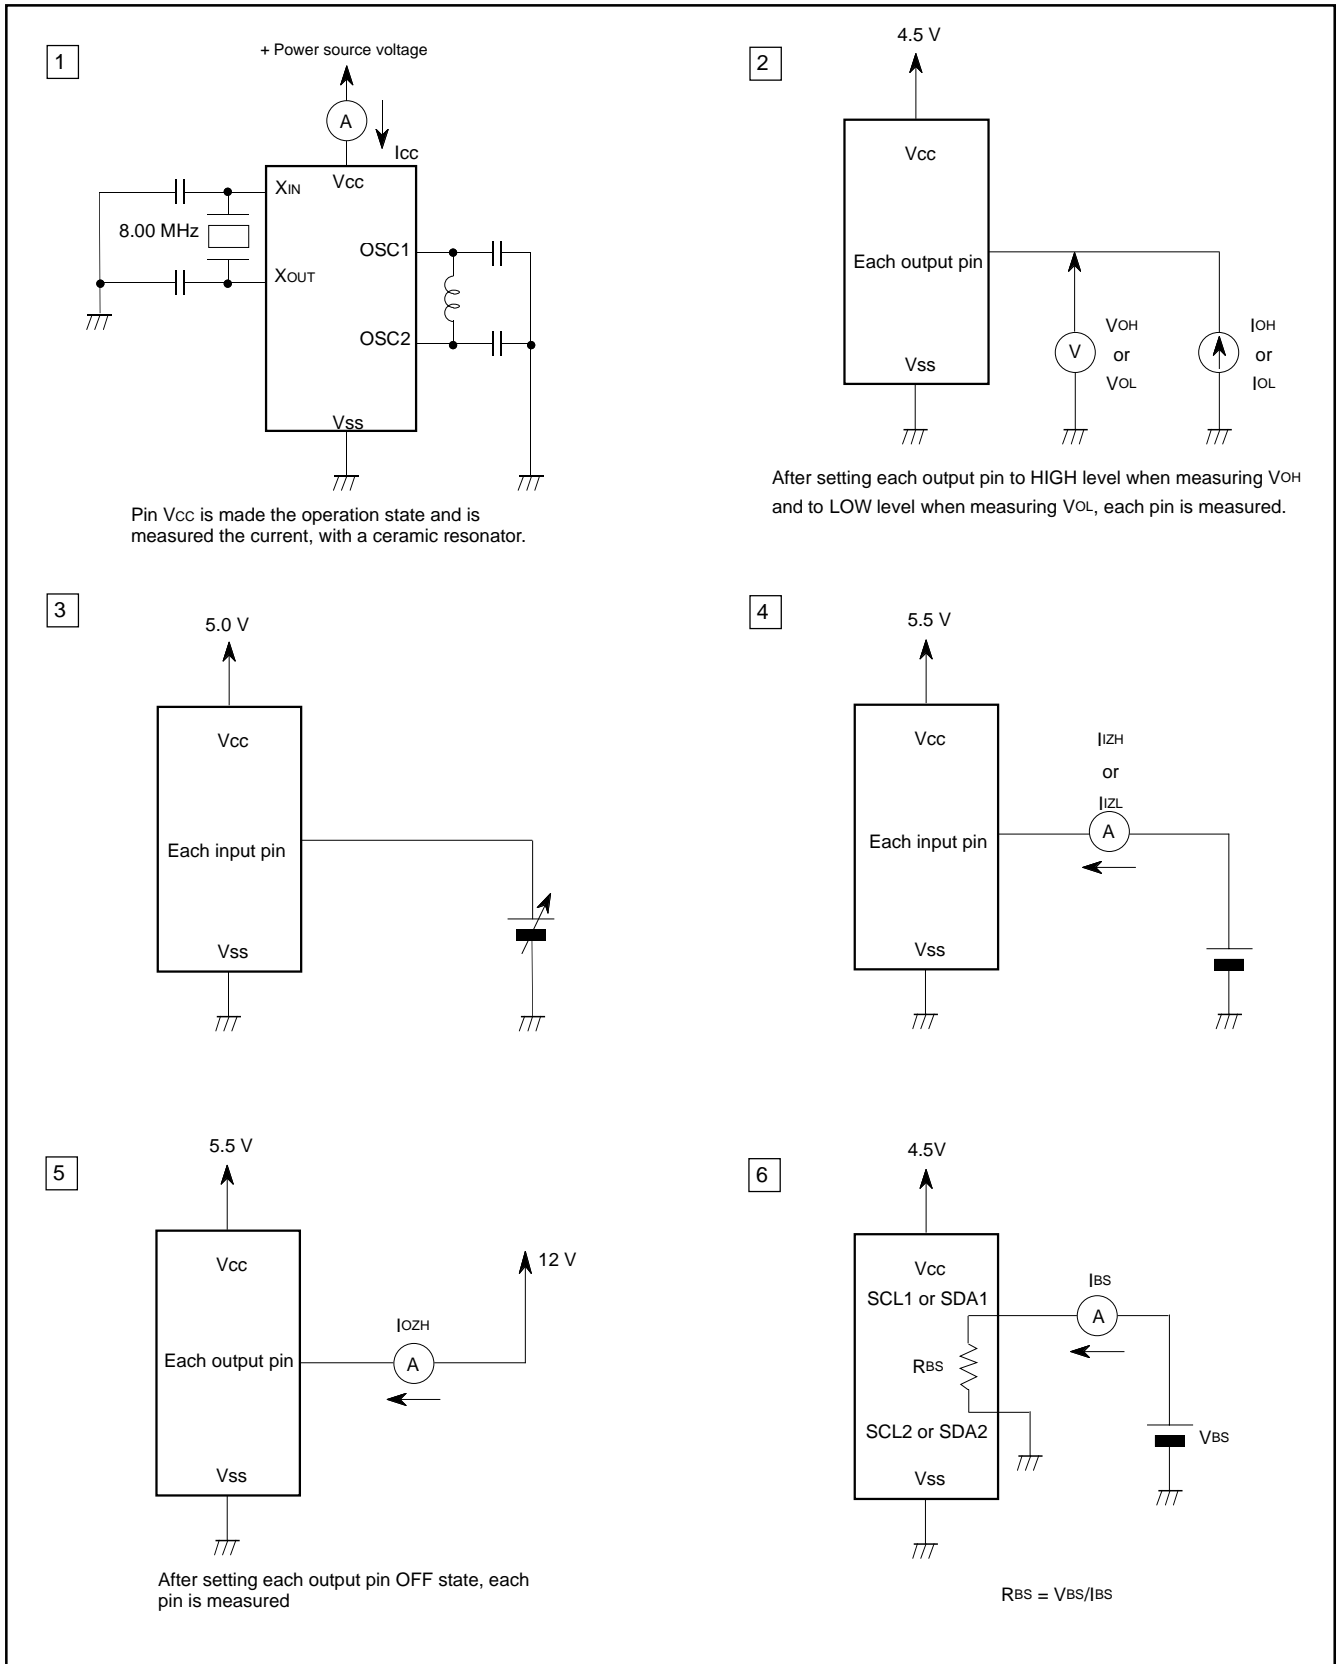 1
+ Power source voltage
A
Icc
Vcc
XIN
8.00 MHz
XOUT
OSC1
OSC2
Vss
Pin VCC is made the operation state and is
measured the current, with a ceramic resonator.
2
4.5 V
Vcc
Each output pin
Vss
V
VOH
or
VOL
IOH
or
IOL
After setting each output pin to HIGH level when measuring VOH
and to LOW level when measuring VOL, each pin is measured.
3
5.0 V
Vcc
Each input pin
Vss
4
5.5 V
Vcc
Each input pin
Vss
IIZH
or
IIZL
A
5
5.5 V
Vcc
Each output pin
Vss
IOZH
A
12 V
After setting each output pin OFF state, each
pin is measured
6
4.5V
Vcc
SCL1 or SDA1
RBS
SCL2 or SDA2
Vss
IBS
A
VBS
RBS = VBS/IBS